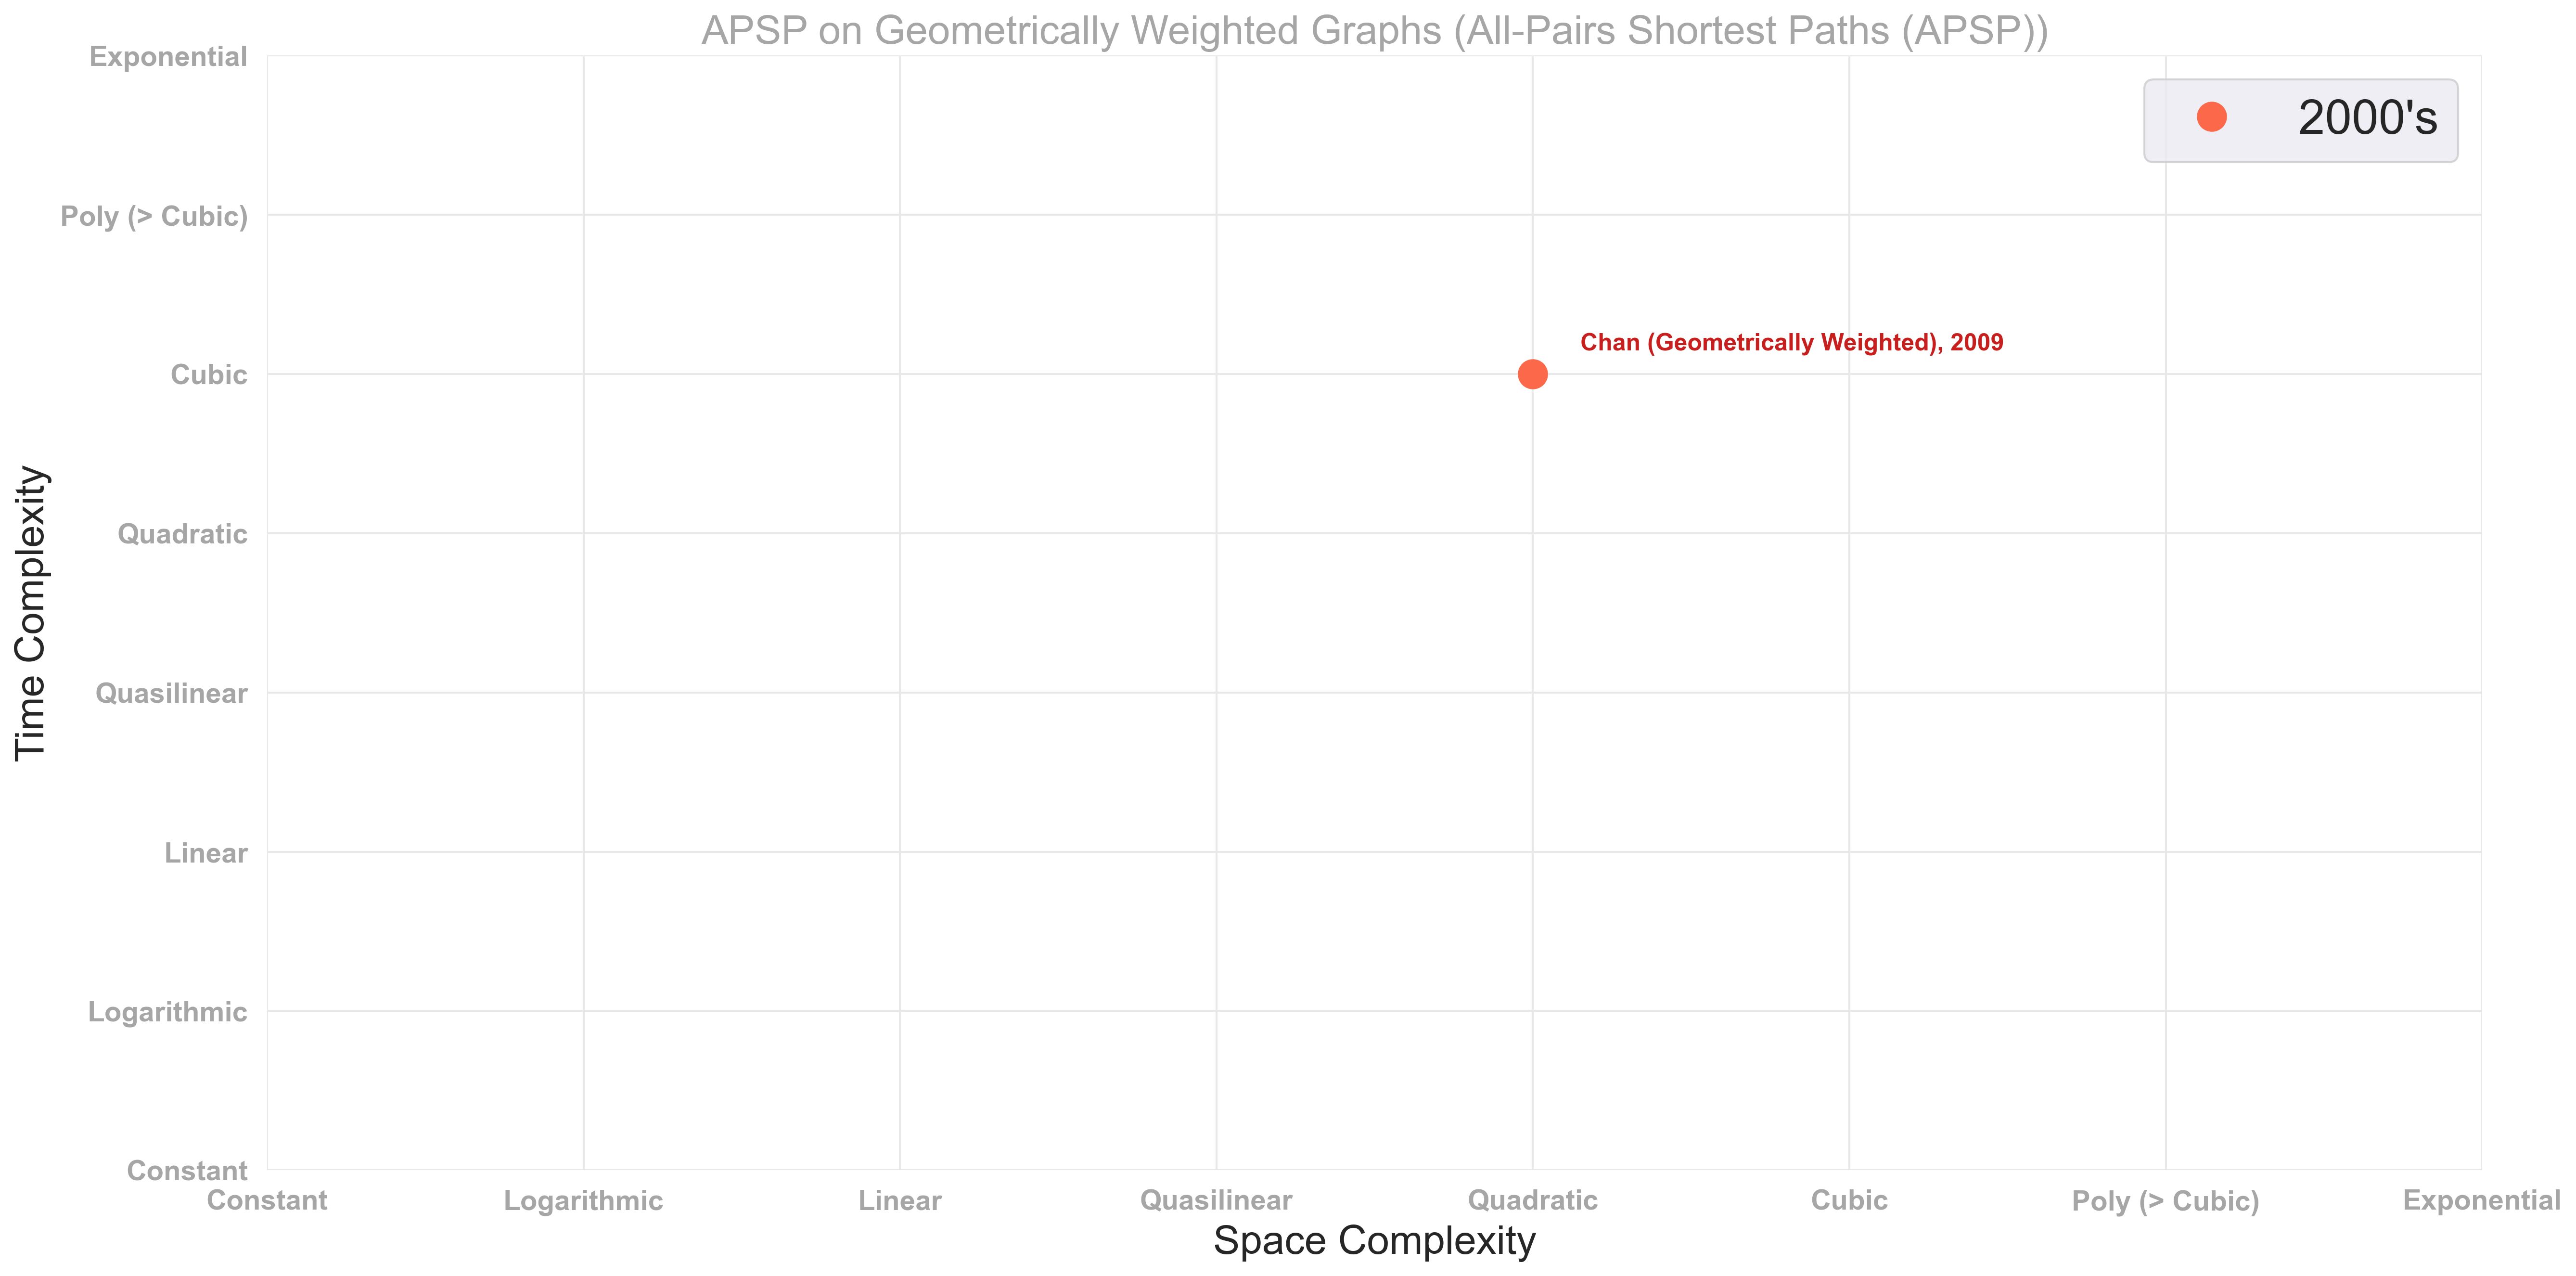 APSP on Geometrically Weighted Graphs (All-Pairs Shortest Paths (APSP))
2000's
Chan (Geometrically Weighted), 2009
Time Complexity
Exponential
Poly (> Cubic)
Cubic
Quadratic
Quasilinear
Linear
Logarithmic
Constant
Constant Logarithmic Linear Quasilinear Quadratic Cubic Poly (> Cubic) Exponential
Space Complexity